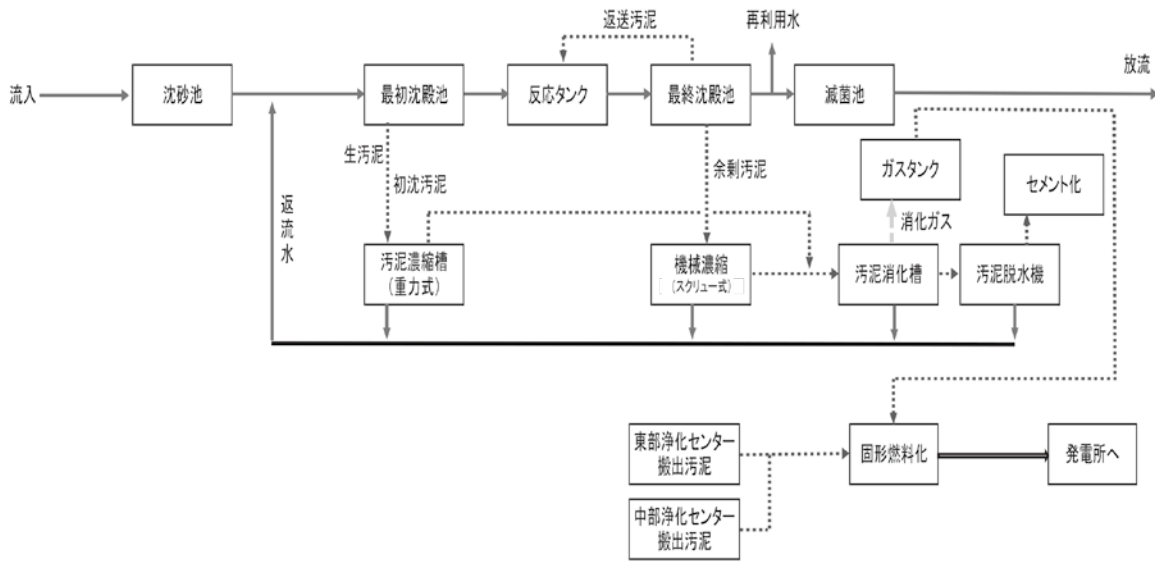 返送汚泥
再利用水
放流
流入
沈砂池
最初沈殿池
反応タンク
最終沈殿池
滅菌池
生汚泥
初沈汚泥
余剰汚泥
ガスタンク
セメント化
消化ガス
返流水
汚泥濃縮槽
（重力式）
機械濃縮
（スクリュー式）
汚泥消化槽
汚泥脱水機
東部浄化センター
搬出汚泥
固形燃料化
発電所へ
中部浄化センター
搬出汚泥